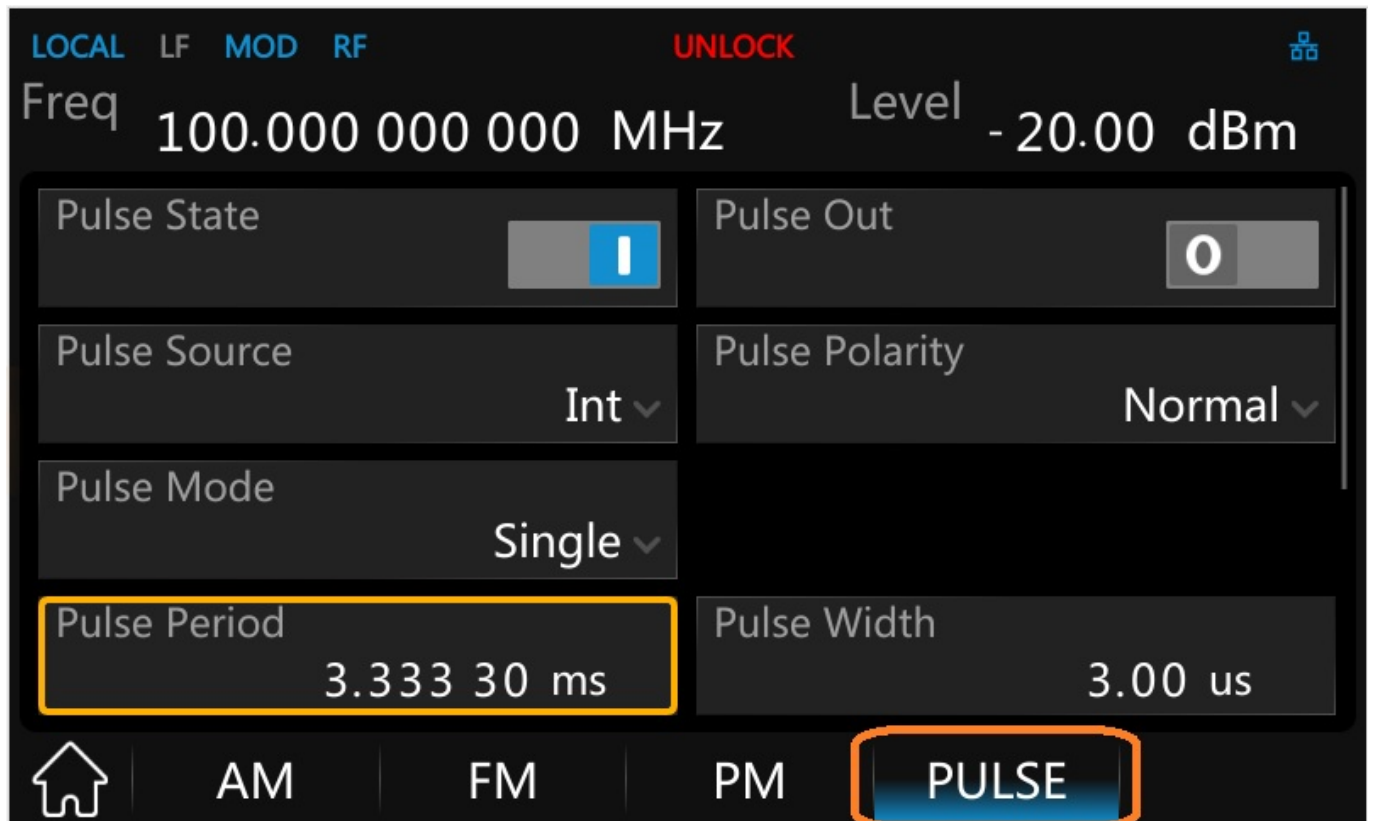 LOCAL LF MOD RF UNLOCK
Freq 100.000 000 000 MHz Level -20.00 dBm
Pulse State
I
Pulse Out
O
Pulse Source
Int
Pulse Polarity
Normal
Pulse Mode
Single
Pulse Period
3.333 30 ms
Pulse Width
3.00 us
AM FM PM PULSE